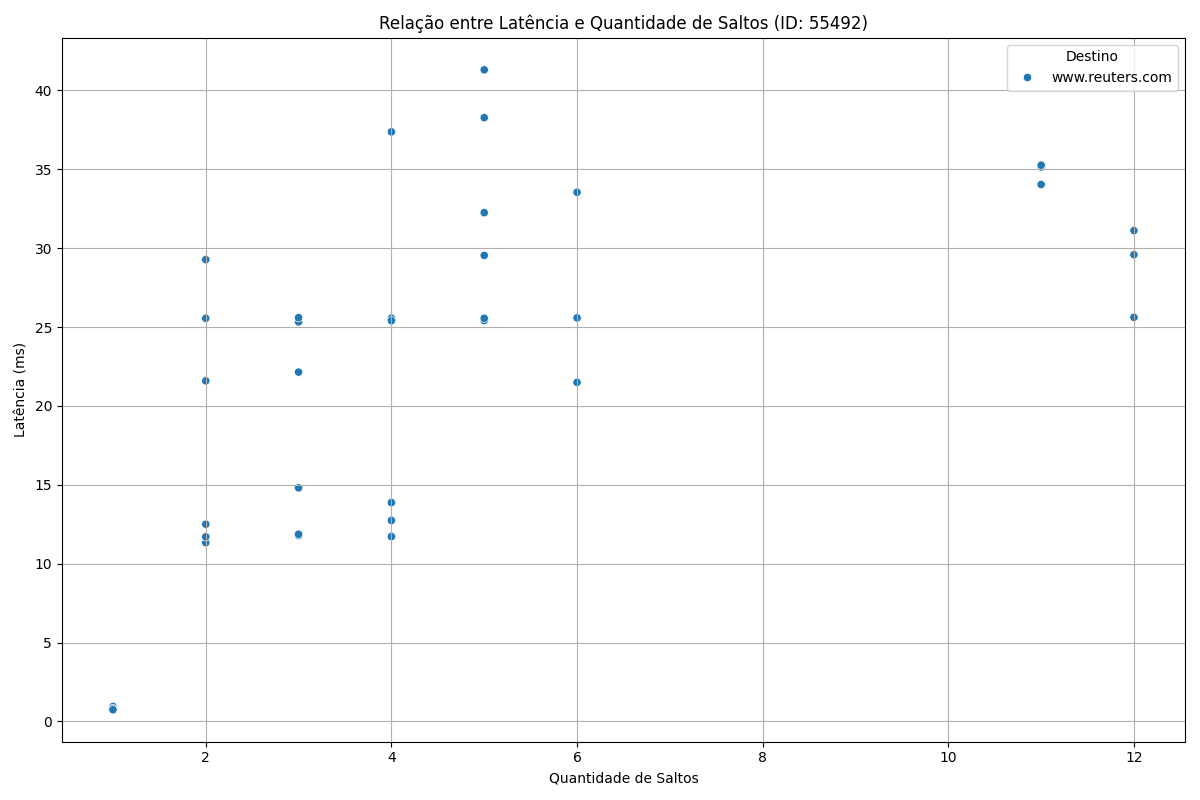 Relação entre Latência e Quantidade de Saltos (ID: 55492)
Destino
www.reuters.com
Latência (ms)
40
35
30
25
20
15
10
5
0
2 4 6 8 10 12
Quantidade de Saltos